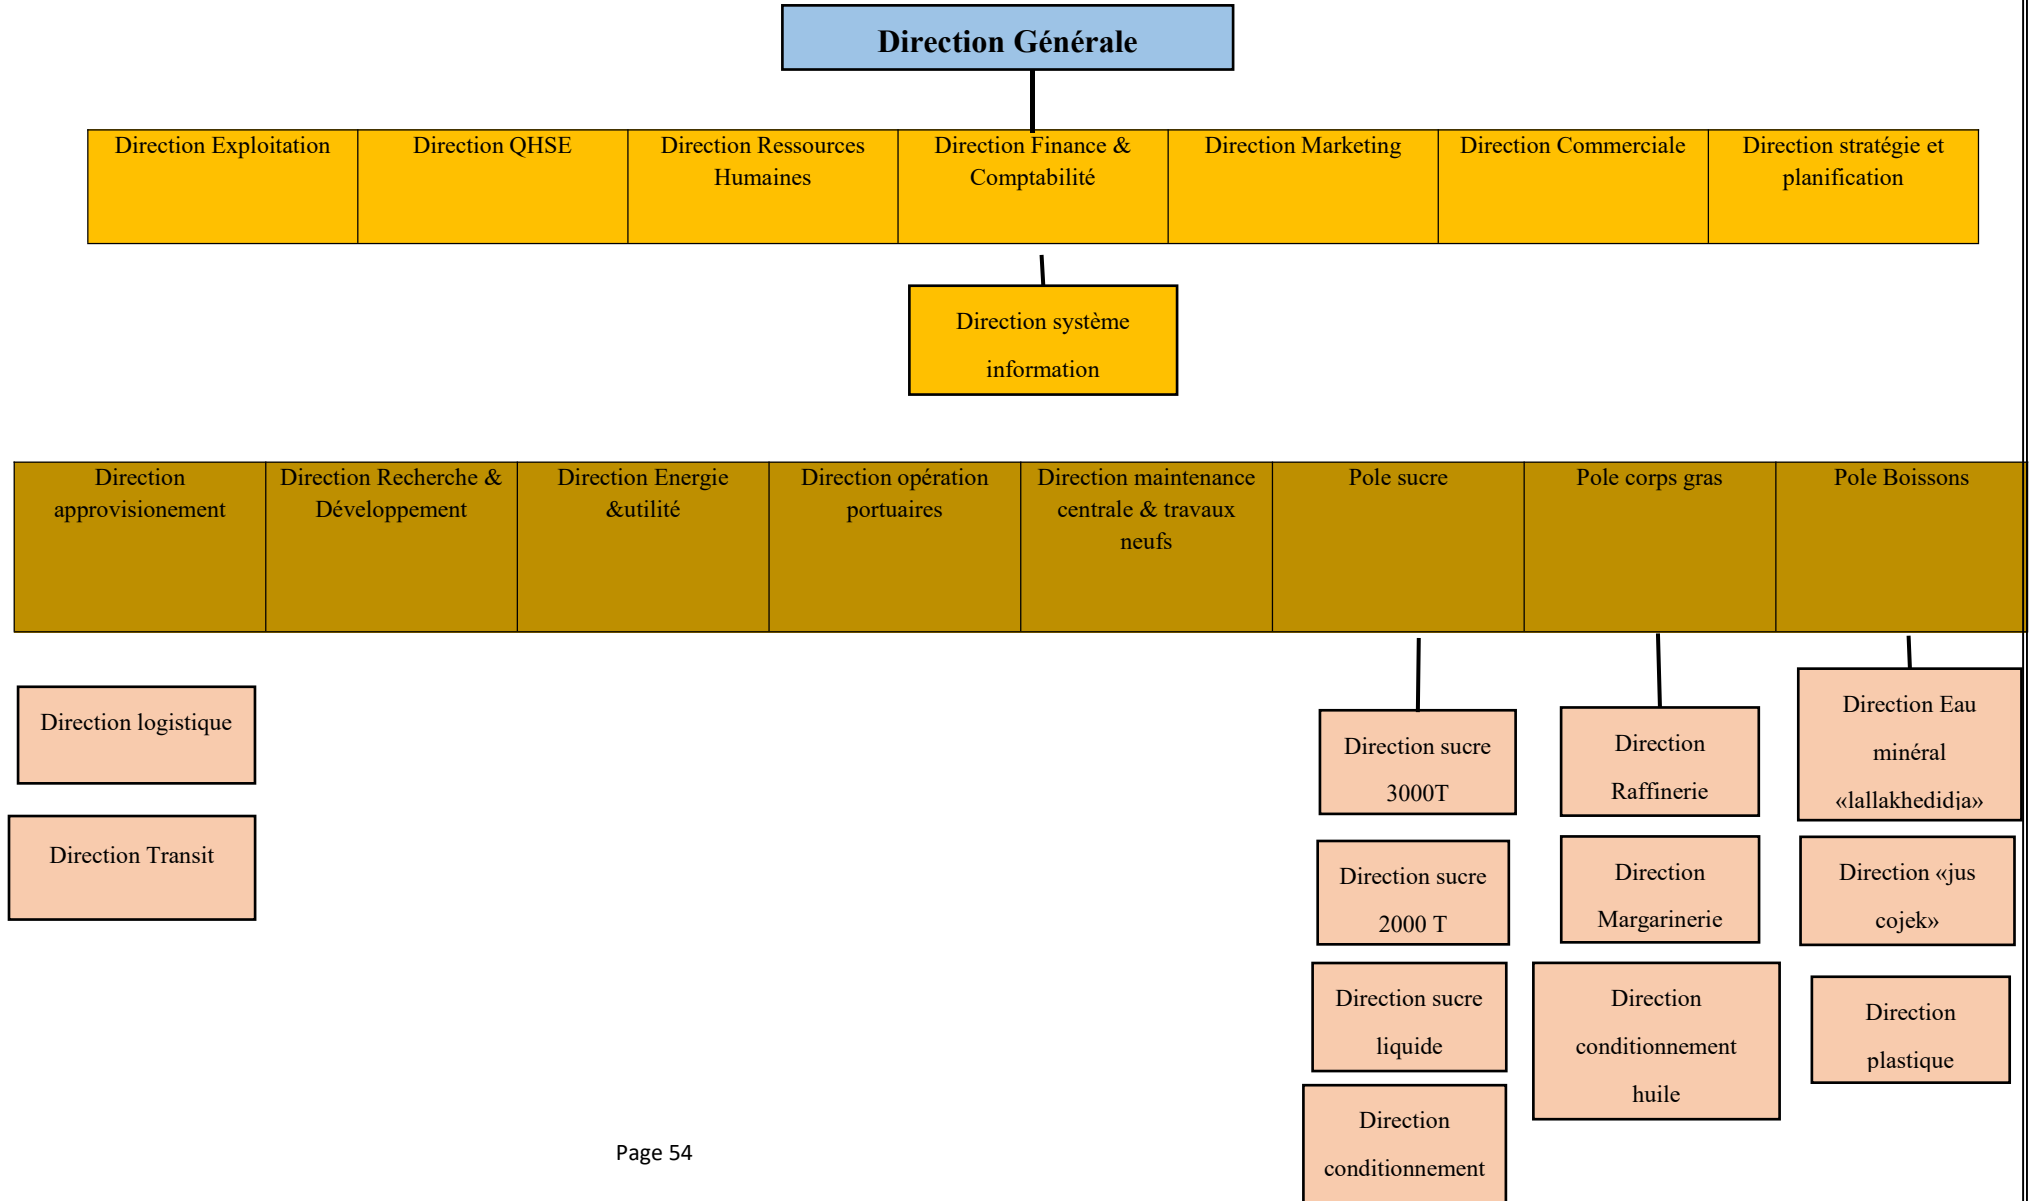 Direction Générale
Direction Exploitation
Direction QHSE
Direction Ressources
Humaines
Direction Finance &
Comptabilité
Direction Marketing
Direction Commerciale
Direction stratégie et
planification
Direction système
information
Direction
approvisionement
Direction Recherche &
Développement
Direction Energie
&utilité
Direction opération
portuaires
Direction maintenance
centrale & travaux
neufs
Pole sucre
Pole corps gras
Pole Boissons
Direction logistique
Direction Transit
Direction sucre
3000T
Direction sucre
2000 T
Direction sucre
liquide
Direction
conditionnement
Direction
Raffinerie
Direction
Margarinerie
Direction
conditionnement
huile
Direction Eau
minéral
«lallakhedidja»
Direction «jus
cojek»
Direction
plastique
Page 54